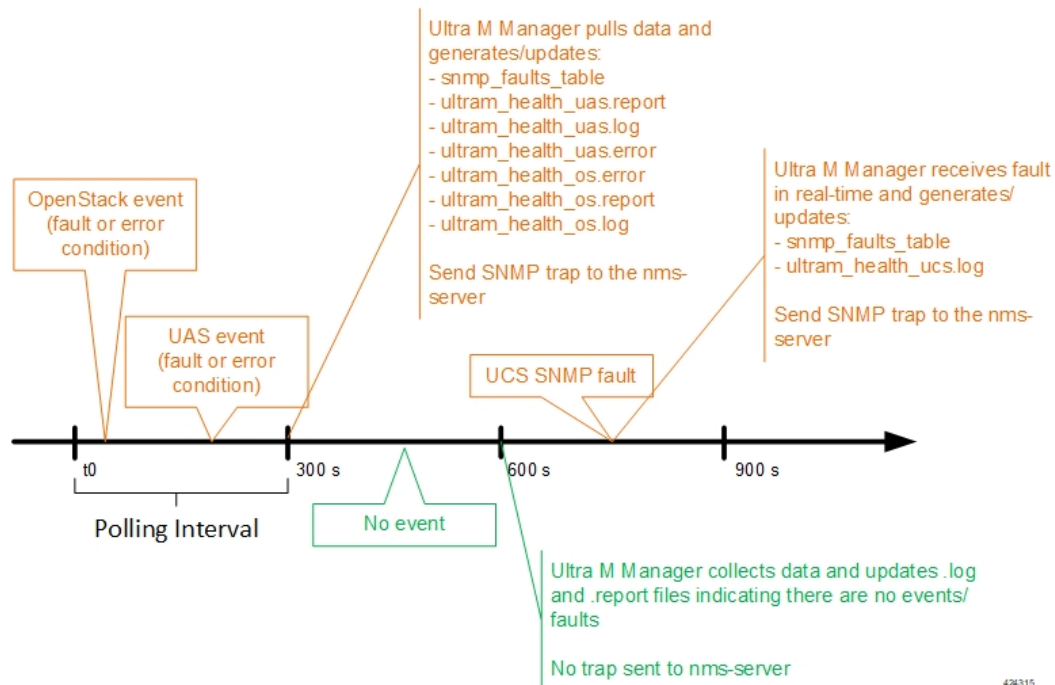 Ultra M Manager pulls data and
generates/updates:
- snmp_faults_table
- ultram_health_uas.report
- ultram_health_uas.log
- ultram_health_uas.error
- ultram_health_os.error
- ultram_health_os.report
- ultram_health_os.log
Send SNMP trap to the nms-
server
Ultra M Manager receives fault
in real-time and generates/
updates:
- snmp_faults_table
- ultram_health_ucs.log
Send SNMP trap to the nms-
server
OpenStack event
(fault or error
condition)
UAS event
(fault or error
condition)
UCS SNMP fault
t0
300 s
600 s
900 s
Polling Interval
No event
Ultra M Manager collects data and updates .log
and .report files indicating there are no events/
faults
No trap sent to nms-server
424315